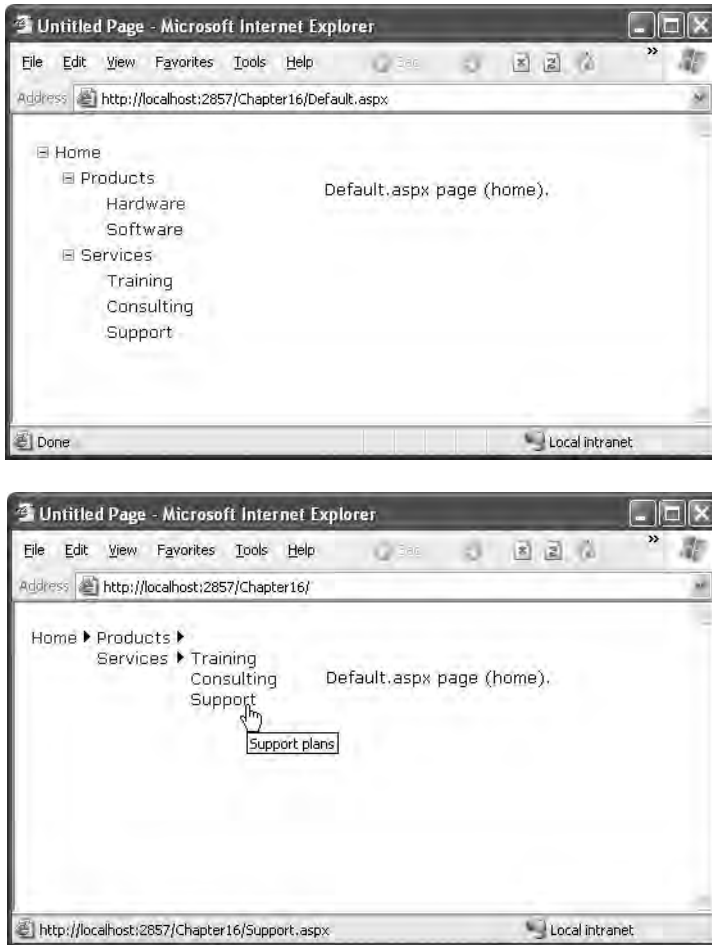 Untitled Page - Microsoft Internet Explorer
File Edit View Favorites Tools Help »
Address http://localhost:2857/Chapter16/Default.aspx
Home
Products
Hardware
Software
Services
Training
Consulting
Support
Default.aspx page (home).
Done Local intranet
Untitled Page - Microsoft Internet Explorer
File Edit View Favorites Tools Help »
Address http://localhost:2857/Chapter16/
Home Products
Services Training
Consulting
Support
Default.aspx page (home).
Support plans
http://localhost:2857/Chapter16/Support.aspx Local intranet